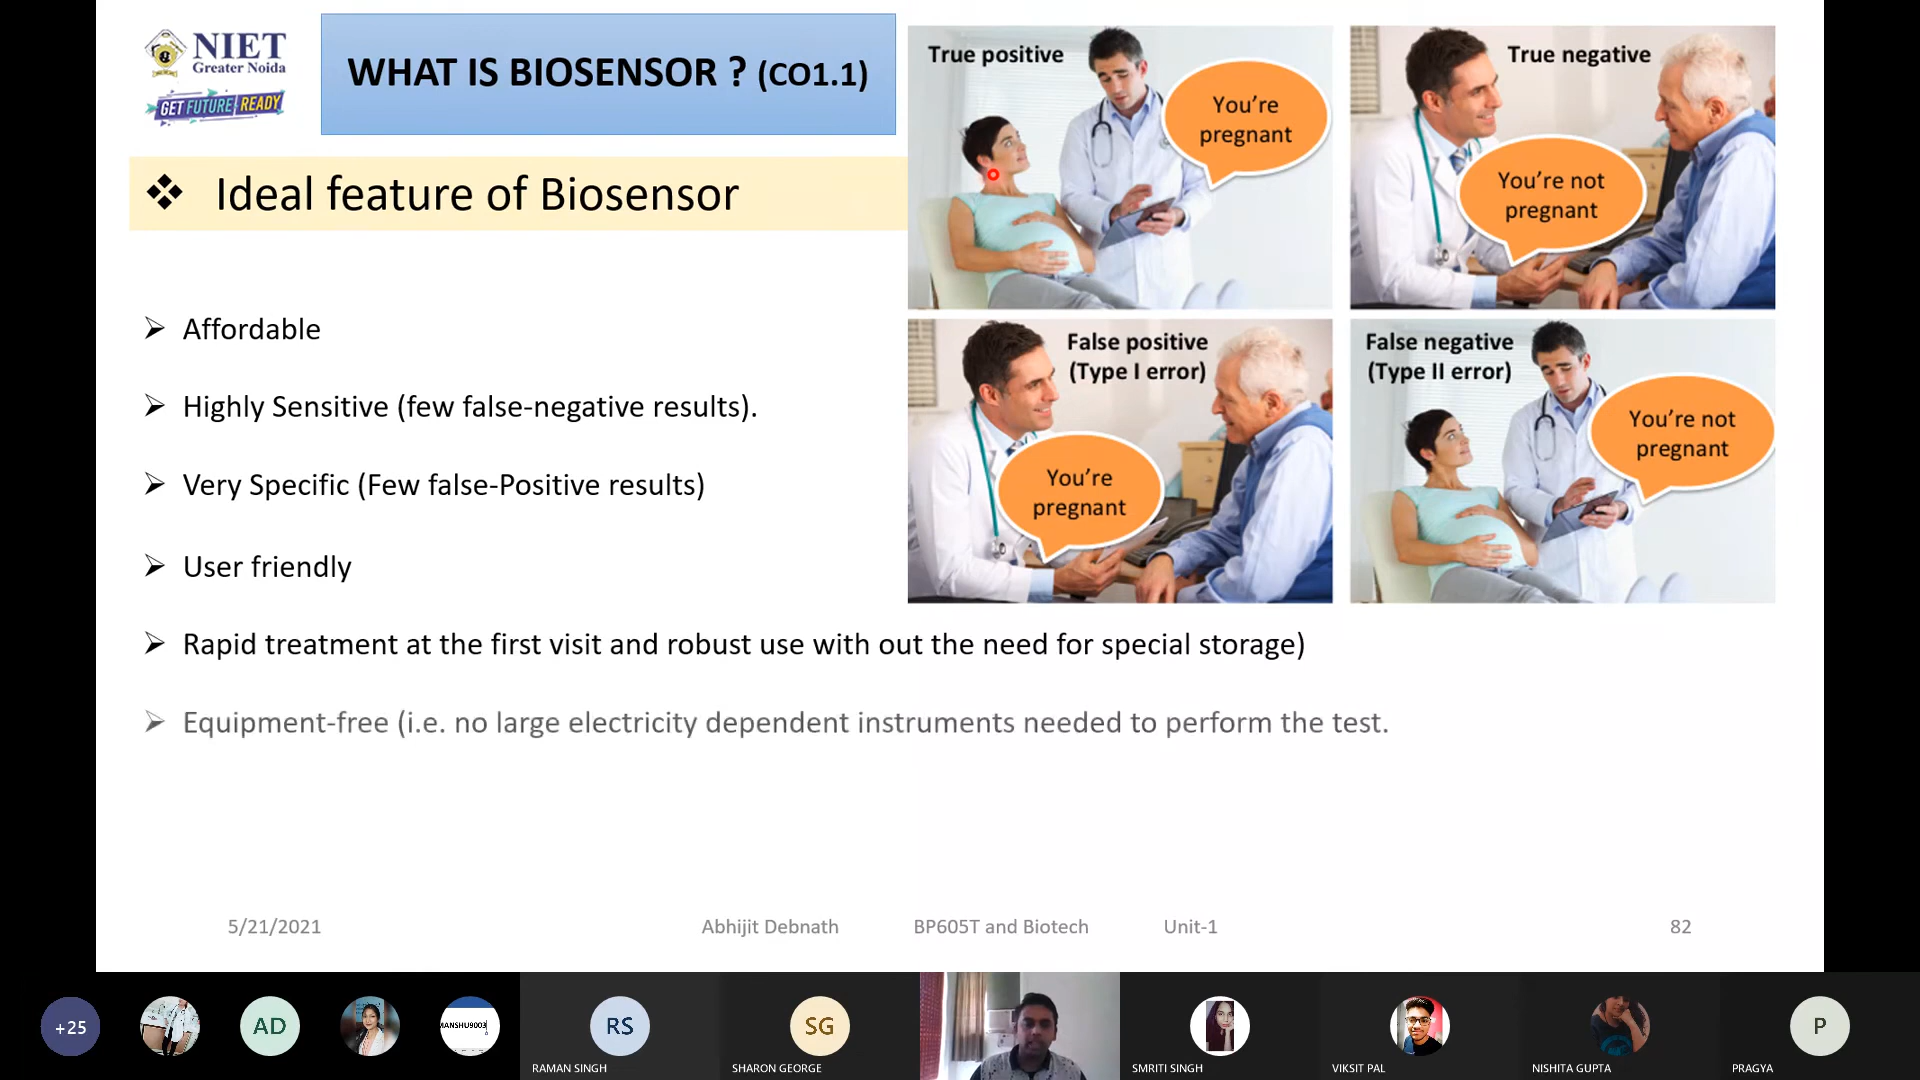 NIET
Greater Noida
GET FUTURE READY
WHAT IS BIOSENSOR ? (CO1.1)
Ideal feature of Biosensor
True positive
You're
pregnant
True negative
You're not
pregnant
False positive
(Type I error)
You're
pregnant
False negative
(Type II error)
You're not
pregnant
Affordable
Highly Sensitive (few false-negative results).
Very Specific (Few false-Positive results)
User friendly
Rapid treatment at the first visit and robust use with out the need for special storage)
Equipment-free (i.e. no large electricity dependent instruments needed to perform the test.
5/21/2021
Abhijit Debnath
BP605T and Biotech
Unit-1
82
+25
AD
MANSHU9003
RS
RAMAN SINGH
SG
SHARON GEORGE
SMRITI SINGH
VIKSIT PAL
NISHITA GUPTA
P
PRAGYA